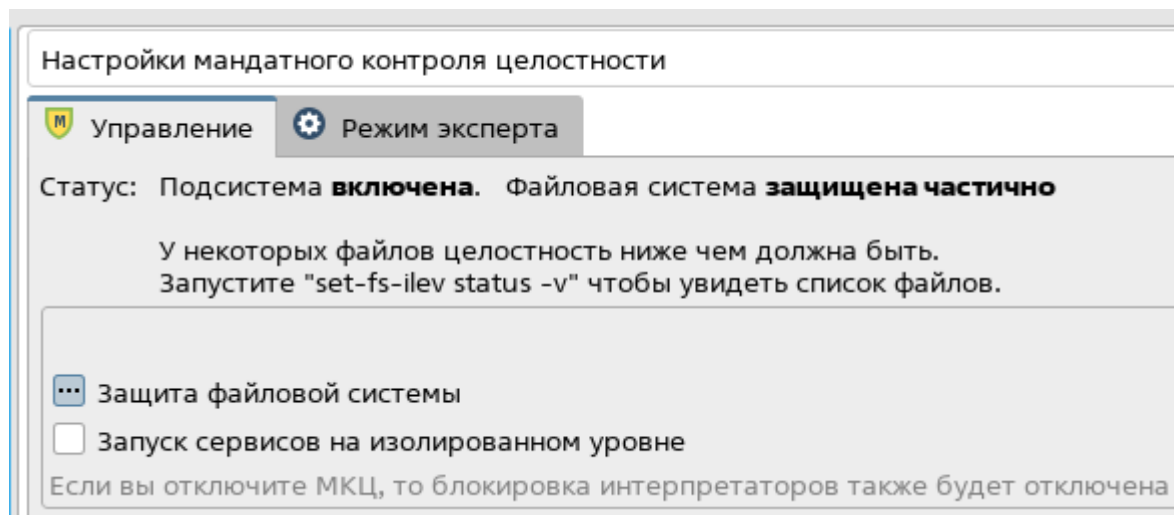 Настройки мандатного контроля целостности
М Управление Режим эксперта
Статус: Подсистема включена. Файловая система защищена частично
У некоторых файлов целостность ниже чем должна быть.
Запустите "set-fs-ilev status -v" чтобы увидеть список файлов.
Защита файловой системы
Запуск сервисов на изолированном уровне
Если вы отключите МКЦ, то блокировка интерпретаторов также будет отключена